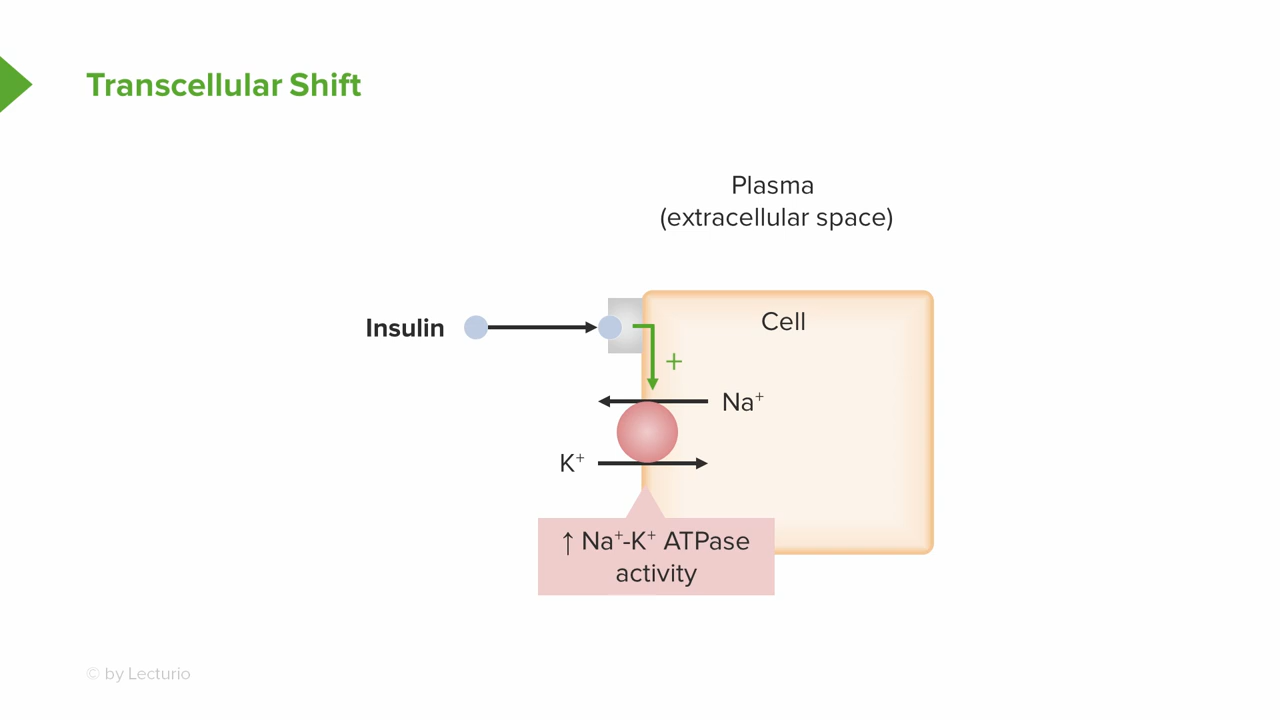 Transcellular Shift
Plasma
(extracellular space)
Insulin
Cell
+
Na⁺
K⁺
↑ Na⁺-K⁺ ATPase
activity
© by Lecturio